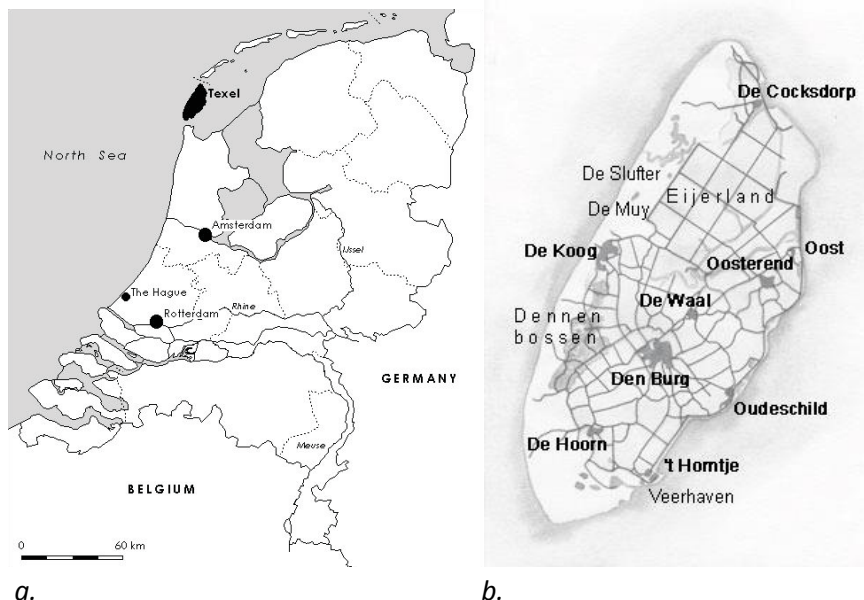 Texel
North Sea
Amsterdam
IJssel
The Hague
Rhine
Rotterdam
GERMANY
Meuse
BELGIUM
0 60 km
a.
De Cocksdorp
De Slufter
Eijerland
De Muy
De Koog
Oost
Oosterend
De Waal
Dennen
bossen
Den Burg
Oudeschild
De Hoorn
't Horntje
Veerhaven
b.